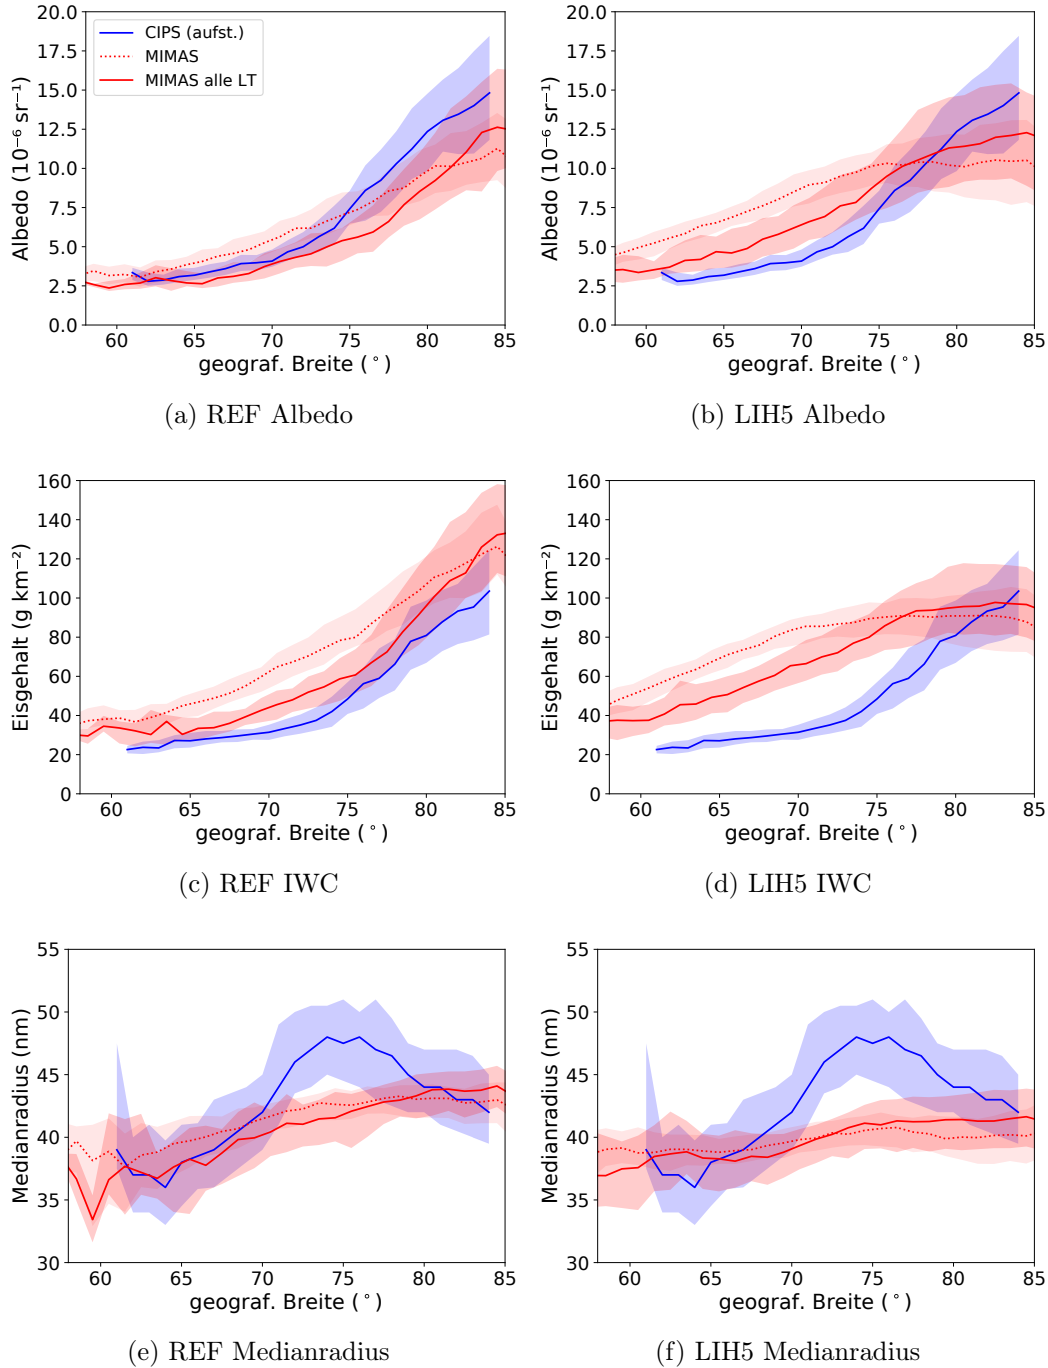 20.0
17.5
15.0
12.5
10.0
7.5
5.0
2.5
0.0
Albedo (10⁻⁶ sr⁻¹)
CIPS (aufst.)
MIMAS
MIMAS alle LT
60 65 70 75 80 85
geograf. Breite (°)
(a) REF Albedo
20.0
17.5
15.0
12.5
10.0
7.5
5.0
2.5
0.0
Albedo (10⁻⁶ sr⁻¹)
60 65 70 75 80 85
geograf. Breite (°)
(b) LIH5 Albedo
160
140
120
100
80
60
40
20
0
Eisgehalt (g km⁻²)
60 65 70 75 80 85
geograf. Breite (°)
(c) REF IWC
160
140
120
100
80
60
40
20
0
Eisgehalt (g km⁻²)
60 65 70 75 80 85
geograf. Breite (°)
(d) LIH5 IWC
55
50
45
40
35
30
Medianradius (nm)
60 65 70 75 80 85
geograf. Breite (°)
(e) REF Medianradius
55
50
45
40
35
30
Medianradius (nm)
60 65 70 75 80 85
geograf. Breite (°)
(f) LIH5 Medianradius